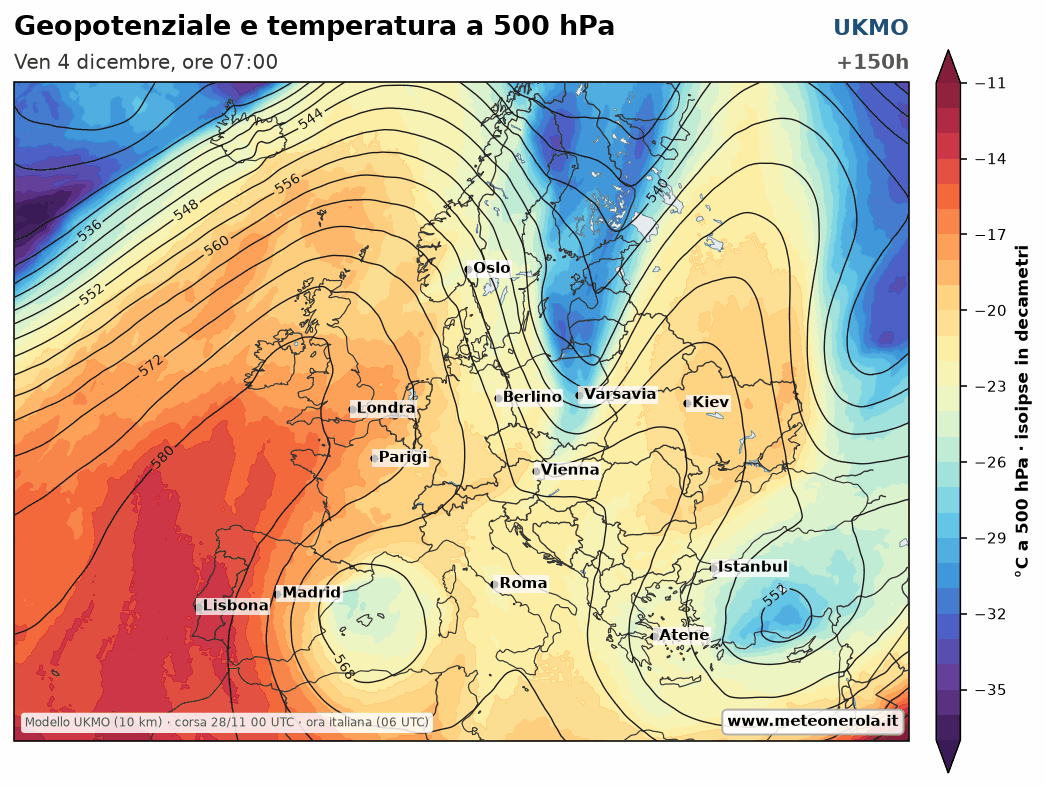 Geopotenziale e temperatura a 500 hPa
UKMO
Ven 4 dicembre, ore 07:00
+150h
544
556
548
540
536
560
552
572
580
552
568
Oslo
Berlino
Varsavia
Londra
Kiev
Parigi
Vienna
Istanbul
Roma
Madrid
Lisbona
Atene
Modello UKMO (10 km) · corsa 28/11 00 UTC · ora italiana (06 UTC)
www.meteonerola.it
−11
−14
−17
−20
−23
−26
−29
−32
−35
°C a 500 hPa · isoipse in decametri